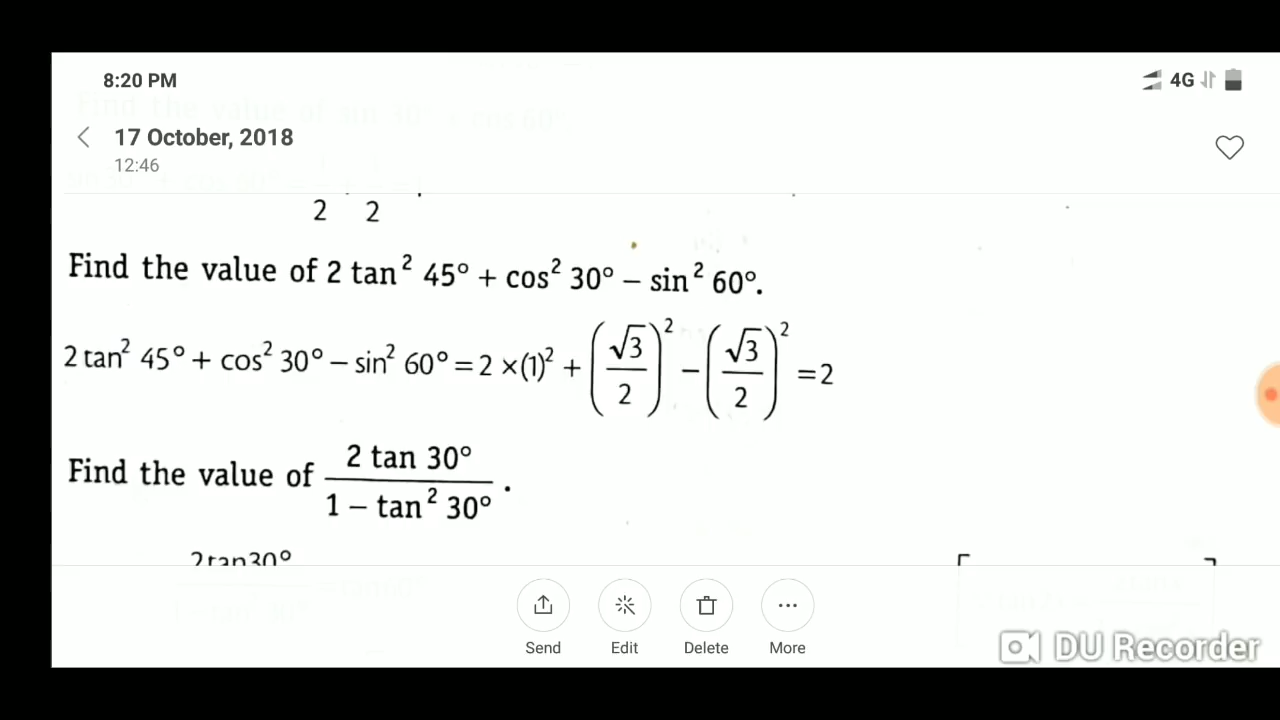 8:20 PM 4G
17 October, 2018
12:46
2 2
Find the value of 2 tan² 45° + cos² 30° – sin² 60°.
2 tan² 45° + cos² 30° – sin² 60° = 2 ×(1)² + (√3/2)² – (√3/2)² = 2
Find the value of 2 tan 30° / 1 – tan² 30° .
2tan30°
Send Edit Delete More
DU Recorder